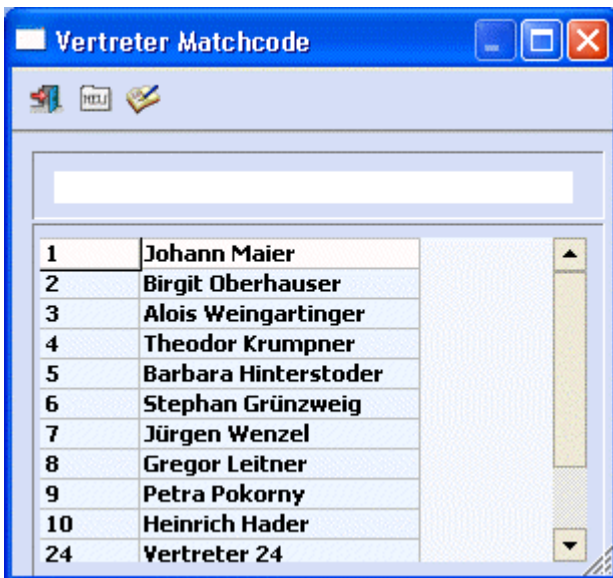 Vertreter Matchcode
NEU
1 Johann Maier
2 Birgit Oberhauser
3 Alois Weingartinger
4 Theodor Krumpner
5 Barbara Hinterstoder
6 Stephan Grünzweig
7 Jürgen Wenzel
8 Gregor Leitner
9 Petra Pokorny
10 Heinrich Hader
24 Vertreter 24